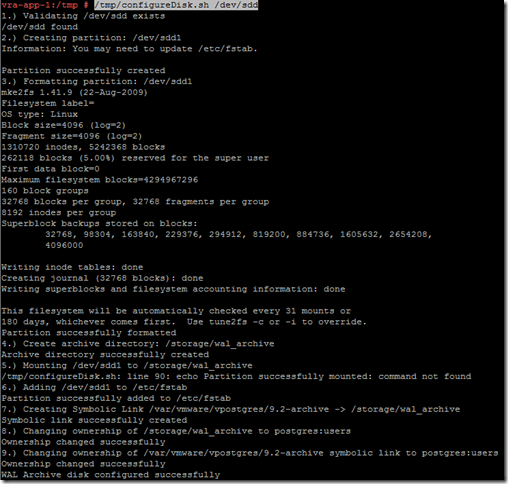 vra-app-1:/tmp # /tmp/configureDisk.sh /dev/sdd
1.) Validating /dev/sdd exists
/dev/sdd found
2.) Creating partition: /dev/sdd1
Information: You may need to update /etc/fstab.
Partition successfully created
3.) Formatting partition: /dev/sdd1
mke2fs 1.41.9 (22-Aug-2009)
Filesystem label=
OS type: Linux
Block size=4096 (log=2)
Fragment size=4096 (log=2)
1310720 inodes, 5242368 blocks
262118 blocks (5.00%) reserved for the super user
First data block=0
Maximum filesystem blocks=4294967296
160 block groups
32768 blocks per group, 32768 fragments per group
8192 inodes per group
Superblock backups stored on blocks:
32768, 98304, 163840, 229376, 294912, 819200, 884736, 1605632, 2654208,
4096000
Writing inode tables: done
Creating journal (32768 blocks): done
Writing superblocks and filesystem accounting information: done
This filesystem will be automatically checked every 31 mounts or
180 days, whichever comes first.  Use tune2fs -c or -i to override.
Partition successfully formatted
4.) Create archive directory: /storage/wal_archive
Archive directory successfully created
5.) Mounting /dev/sdd1 to /storage/wal_archive
/tmp/configureDisk.sh: line 90: echo Partition successfully mounted: command not found
6.) Adding /dev/sdd1 to /etc/fstab
Partition successfully added to /etc/fstab
7.) Creating Symbolic Link /var/vmware/vpostgres/9.2-archive -> /storage/wal_archive
Symbolic link successfully created
8.) Changing ownership of /storage/wal_archive to postgres:users
Ownership changed successfully
9.) Changing ownership of /var/vmware/vpostgres/9.2-archive symbolic link to postgres:users
Ownership changed successfully
WAL Archive disk configured successfully